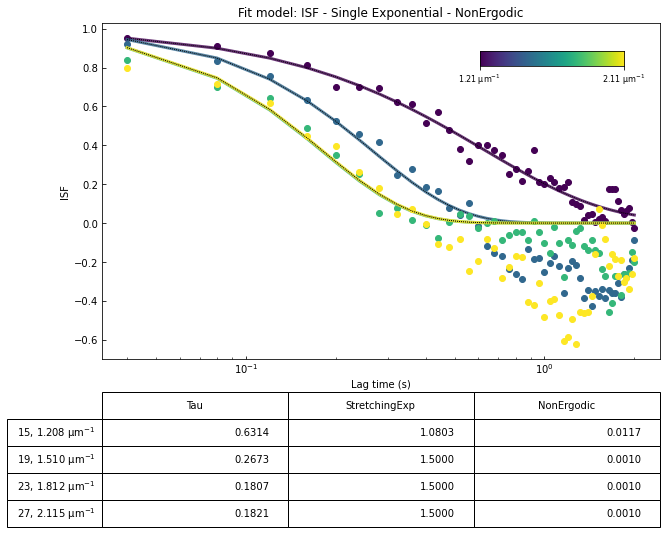 Fit model: ISF - Single Exponential - NonErgodic
1.0
0.8
0.6
0.4
0.2
0.0
−0.2
−0.4
−0.6
ISF
1.21 μm⁻¹ 2.11 μm⁻¹
10⁻¹ 10⁰
Lag time (s)
Tau StretchingExp NonErgodic
15, 1.208 μm⁻¹ 0.6314 1.0803 0.0117
19, 1.510 μm⁻¹ 0.2673 1.5000 0.0010
23, 1.812 μm⁻¹ 0.1807 1.5000 0.0010
27, 2.115 μm⁻¹ 0.1821 1.5000 0.0010